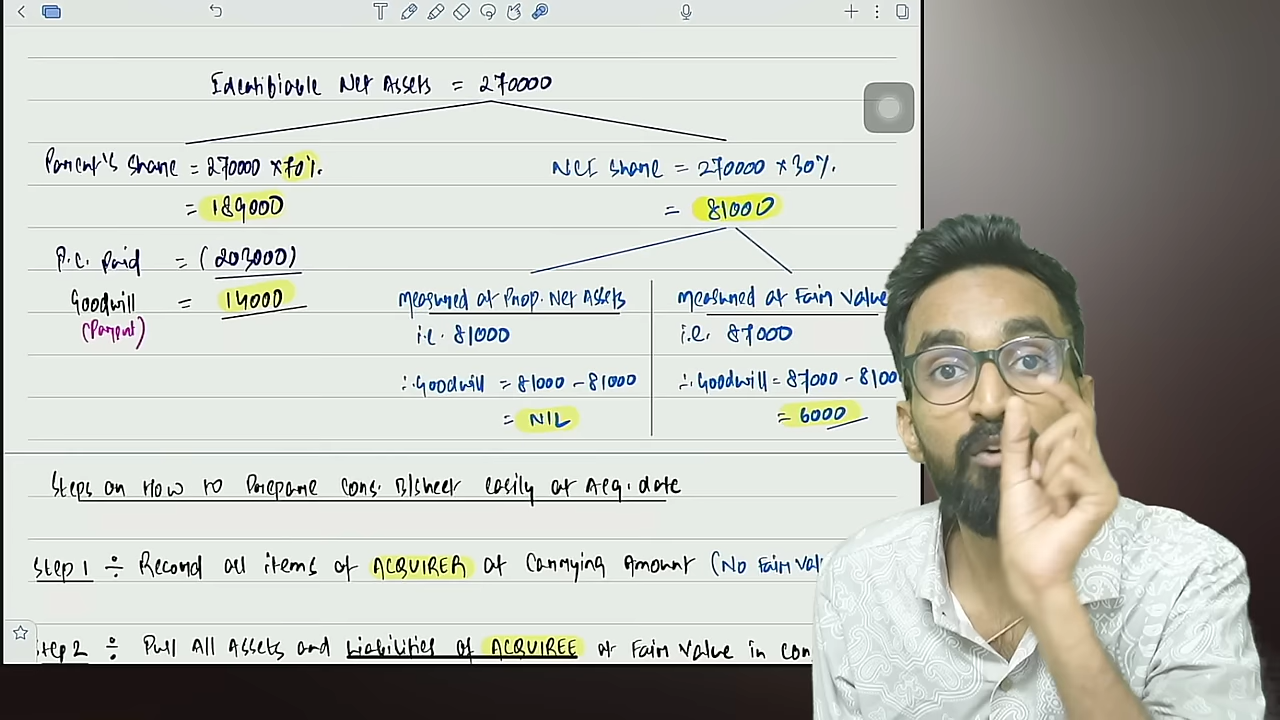 Identifiable Net Assets = 270000
Parent's Share = 270000 × 70%.
= 189000
P.C. Paid = (203000)
Goodwill = 14000
(Parent)
NCI Share = 270000 × 30%.
= 81000
Measured at Prop. Net Assets
i.e. 81000
∴ Goodwill = 81000 - 81000
= NIL
Measured at Fair Value
i.e. 87000
∴ Goodwill = 87000 - 8100
= 6000
Steps on How to Prepare Cons. B/Sheet easily at Acq. date
Step 1 ÷ Record all items of ACQUIRER at Carrying Amount (No Fair Val
Step 2 ÷ Pull All Assets and Liabilities of ACQUIREE at Fair Value in con